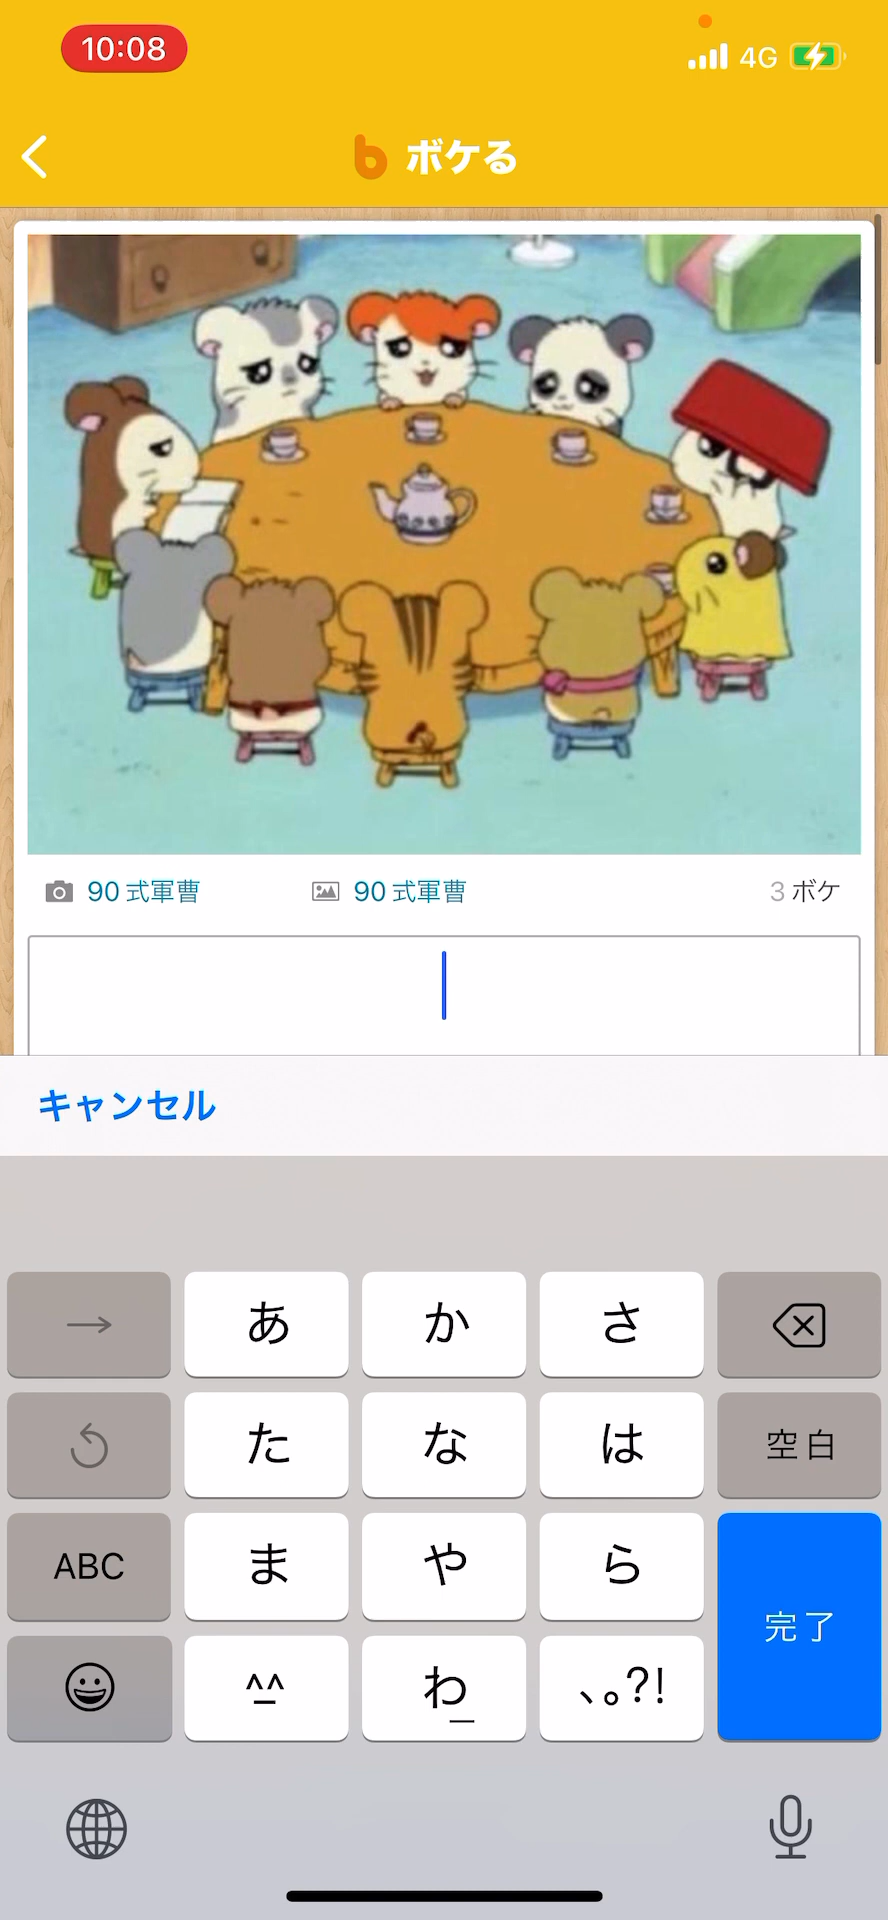 10:08
4G
b ボケる
90式軍曹
90式軍曹
3 ボケ
キャンセル
→ あ か さ
た な は 空白
ABC ま や ら
完了
^_^ わ_ 、。?!